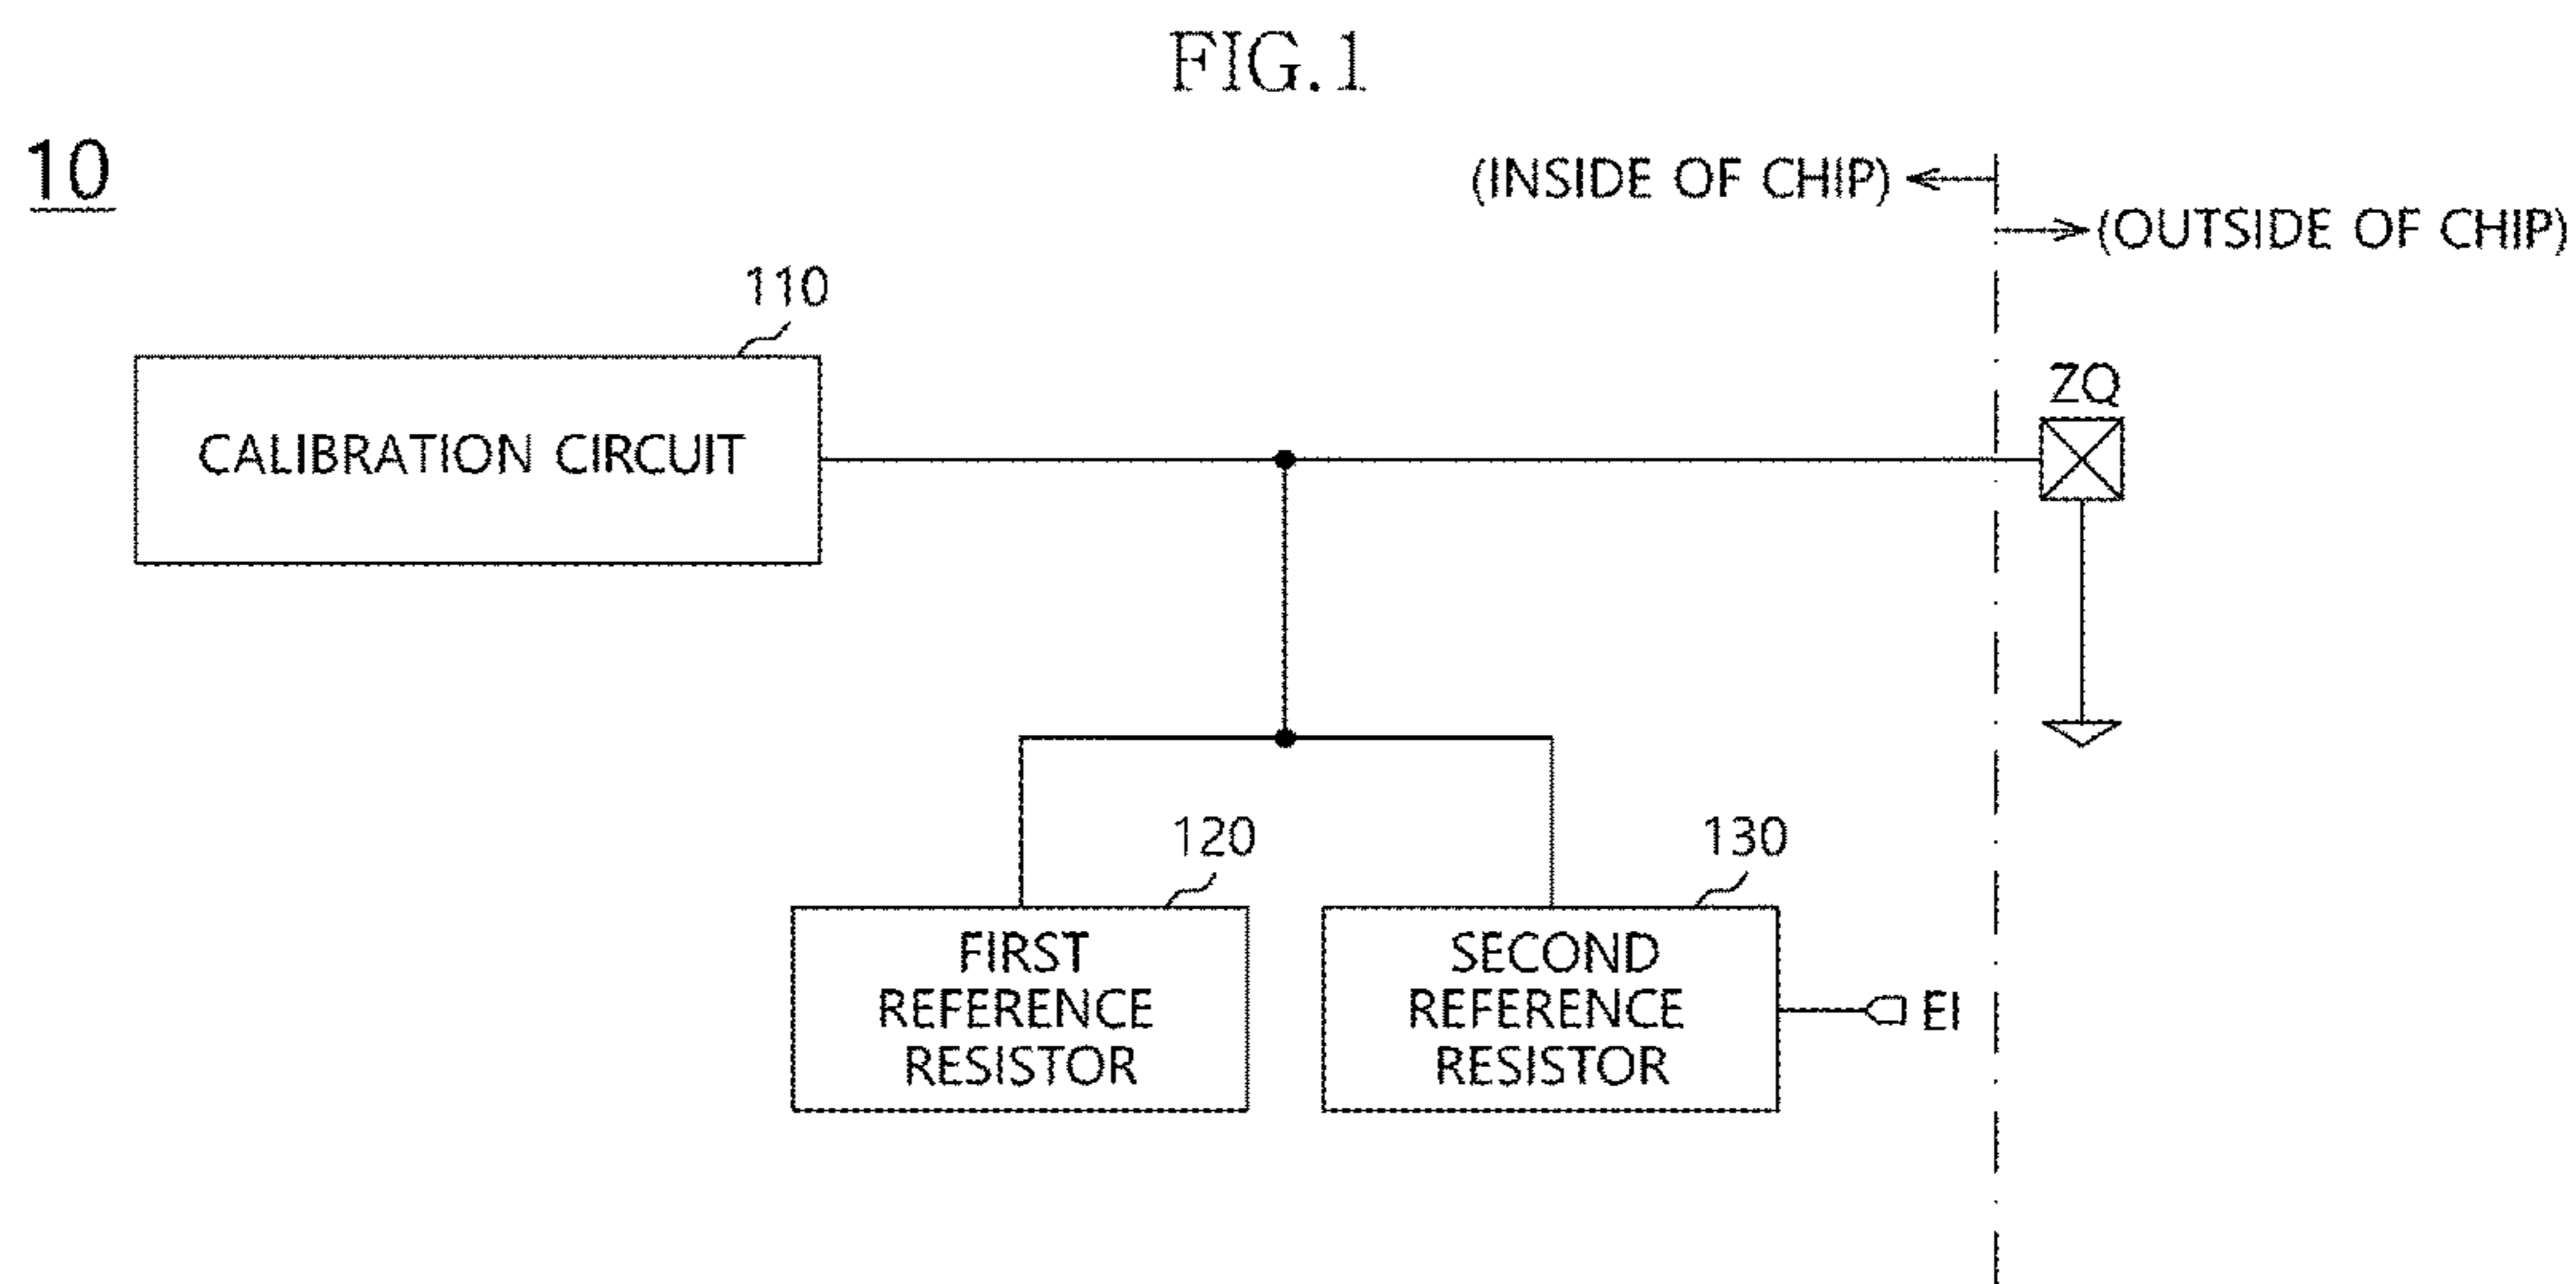 FIG.1
10
(INSIDE OF CHIP)
(OUTSIDE OF CHIP)
110
CALIBRATION CIRCUIT
ZQ
120
130
FIRST
REFERENCE
RESISTOR
SECOND
REFERENCE
RESISTOR
EI